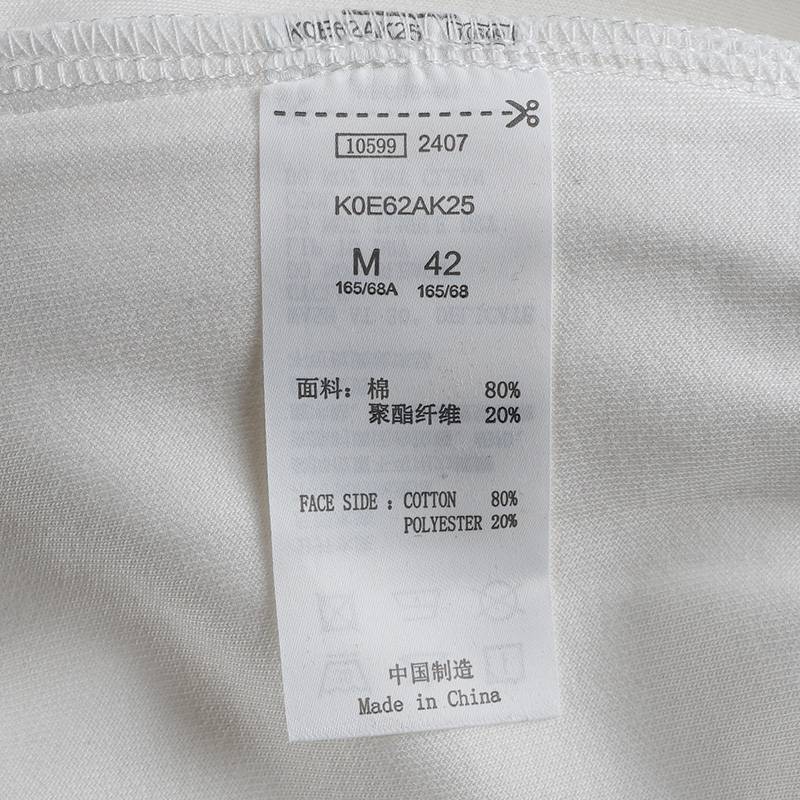 10599 2407
K0E62AK25
M 42
165/68A 165/68
面料：棉 80%
聚酯纤维 20%
FACE SIDE : COTTON 80%
POLYESTER 20%
中国制造
Made in China